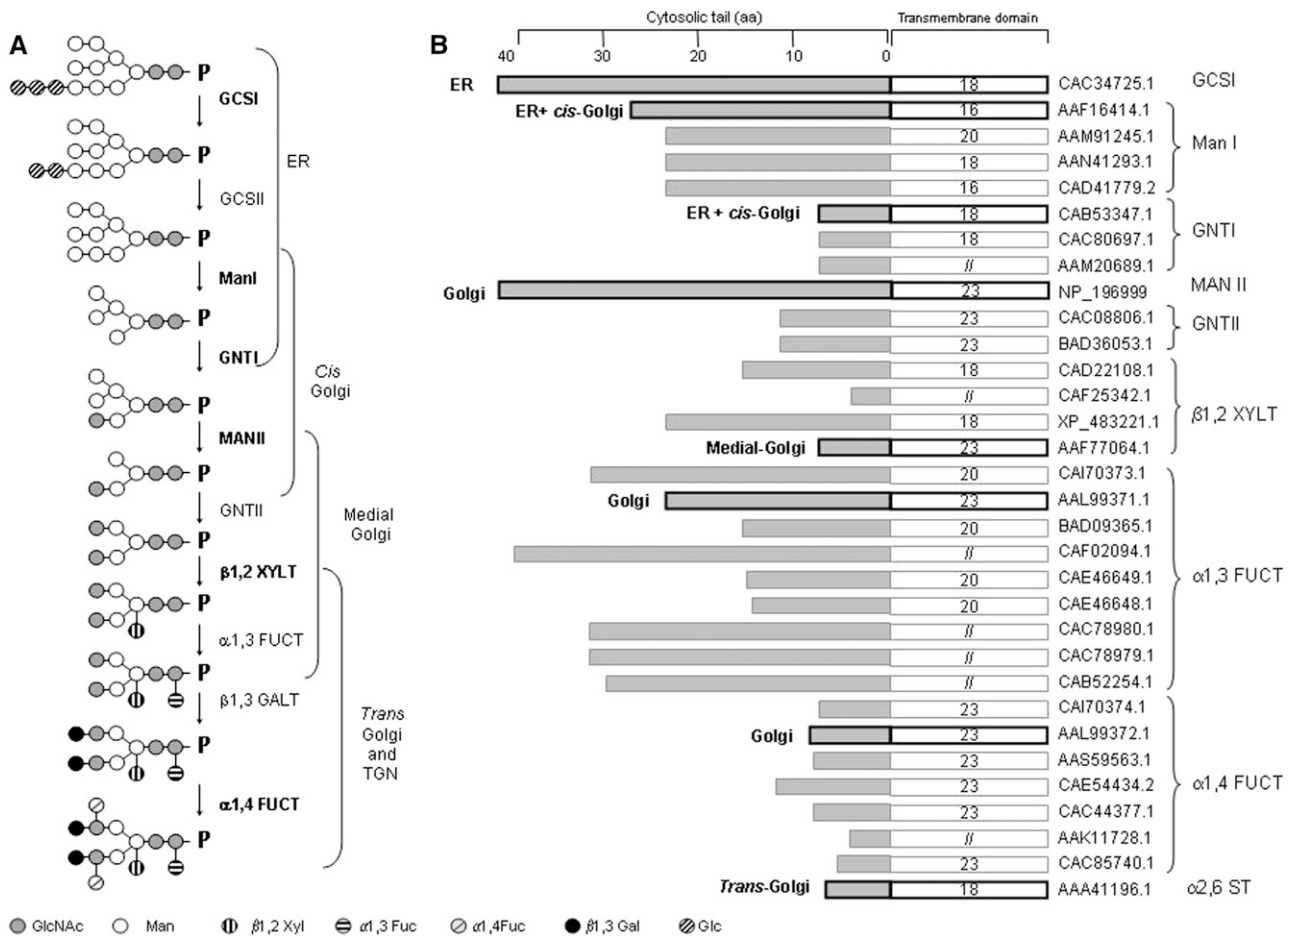 A
P
GCSI
P
GCSII
P
ManI
P
GNTI
P
MANII
P
GNTII
P
β1,2 XYLT
P
α1,3 FUCT
P
β1,3 GALT
P
α1,4 FUCT
P
ER
Cis
Golgi
Medial
Golgi
Trans
Golgi
and
TGN
B
Cytosolic tail (aa) Transmembrane domain
40 30 20 10 0
ER 18 CAC34725.1 GCSI
ER+ cis-Golgi 16 AAF16414.1
20 AAM91245.1
Man I
18 AAN41293.1
16 CAD41779.2
ER + cis-Golgi 18 CAB53347.1
GNTI
18 CAC80697.1
// AAM20689.1
Golgi 23 NP_196999 MAN II
23 CAC08806.1
GNTII
23 BAD36053.1
18 CAD22108.1
// CAF25342.1
β1,2 XYLT
18 XP_483221.1
Medial-Golgi 23 AAF77064.1
20 CAI70373.1
Golgi 23 AAL99371.1
20 BAD09365.1
// CAF02094.1
20 CAE46649.1 α1,3 FUCT
20 CAE46648.1
// CAC78980.1
// CAC78979.1
// CAB52254.1
23 CAI70374.1
Golgi 23 AAL99372.1
23 AAS59563.1
23 CAE54434.2 α1,4 FUCT
23 CAC44377.1
// AAK11728.1
23 CAC85740.1
Trans-Golgi 18 AAA41196.1 α2,6 ST
GlcNAc Man β1,2 Xyl α1,3 Fuc α1,4Fuc β1,3 Gal Glc